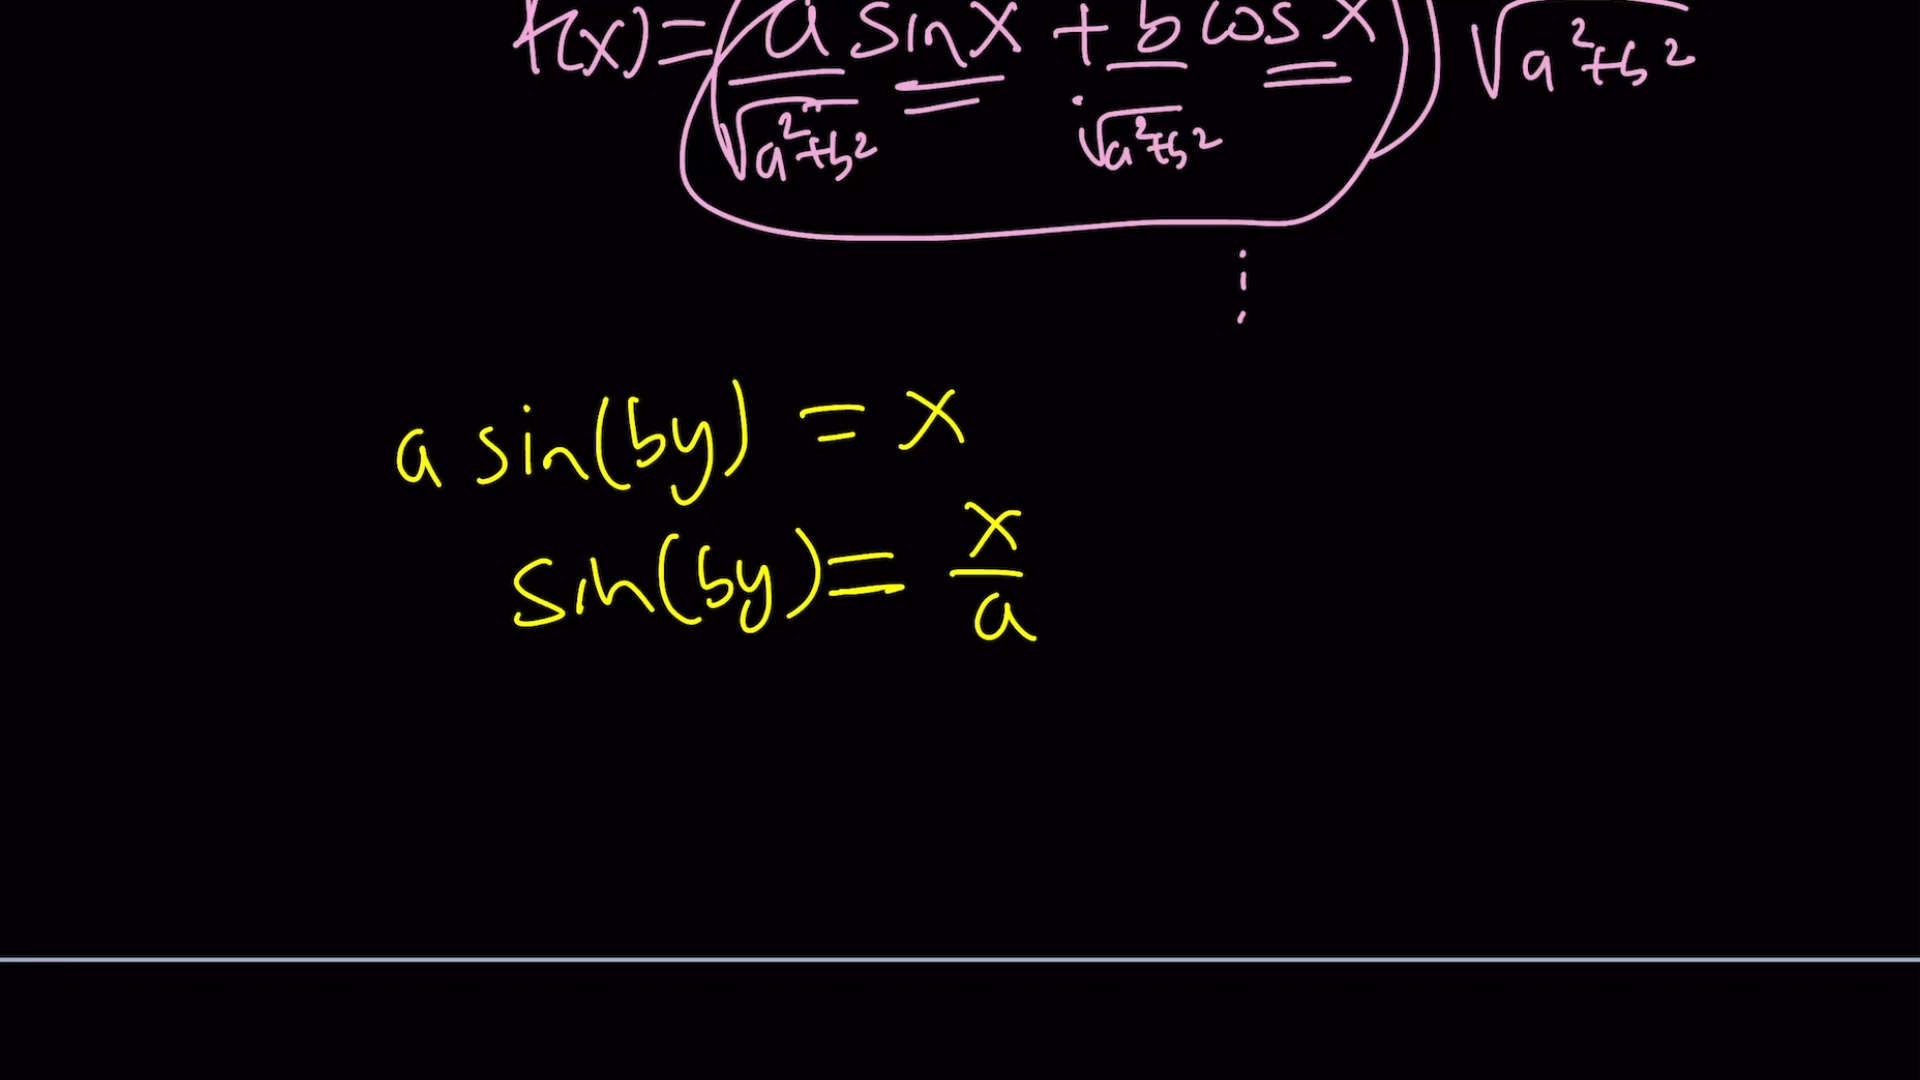 f(x) = (a sin x + b cos x) √a²+b²
√a²+b² √a²+b²
a sin(by) = x
sin(by) = x
a